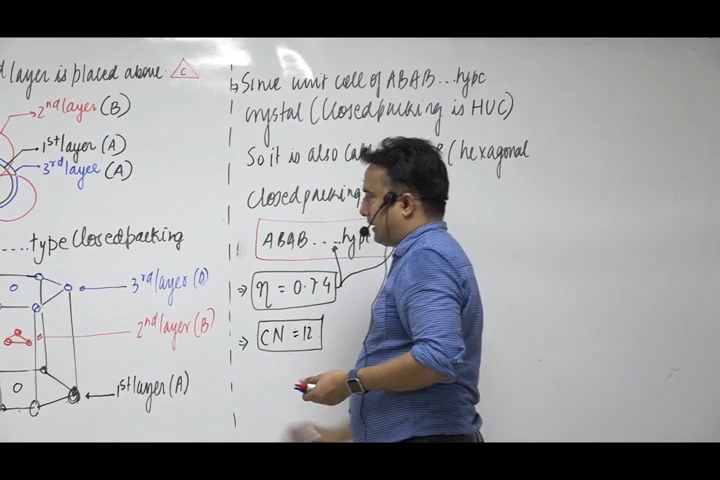 d layer is placed above C
2nd layer (B)
1st layer (A)
3rd layee (A)
.....type Closed packing
3rd layer (A)
2nd layer (B)
1st layer (A)
Since unit cell of ABAB...type
crystal (Closed packing is HUC)
So it is also (hexagonal
Closed packing
ABAB.....type
⇒ η = 0.74
⇒ CN = 12